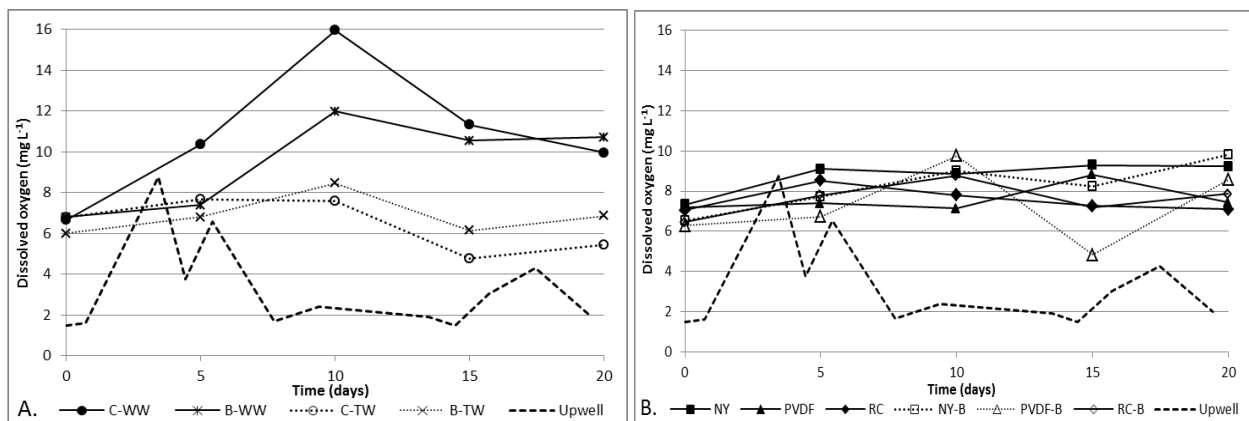 16
14
12
10
8
6
4
2
0
Dissolved oxygen (mg L-1)
0 5 10 15 20
Time (days)
A. C-WW B-WW C-TW B-TW Upwell
16
14
12
10
8
6
4
2
0
Dissolved oxygen (mg L-1)
0 5 10 15 20
Time (days)
B. NY PVDF RC NY-B PVDF-B RC-B Upwell